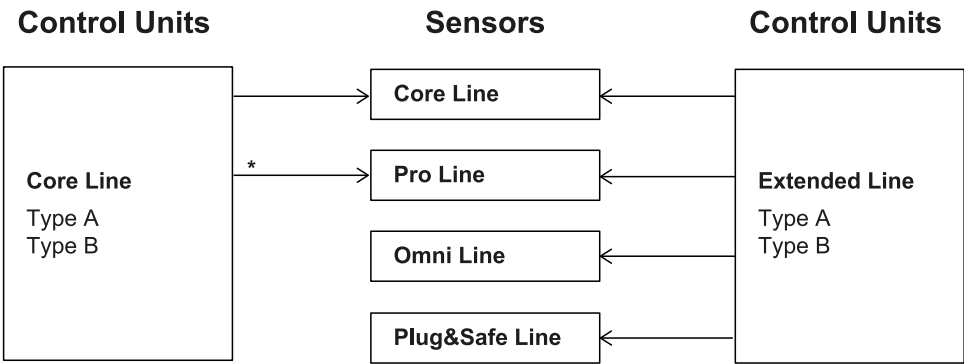 Control Units
Sensors
Control Units
Core Line
Type A
Type B
*
Core Line
Pro Line
Omni Line
Plug&Safe Line
Extended Line
Type A
Type B